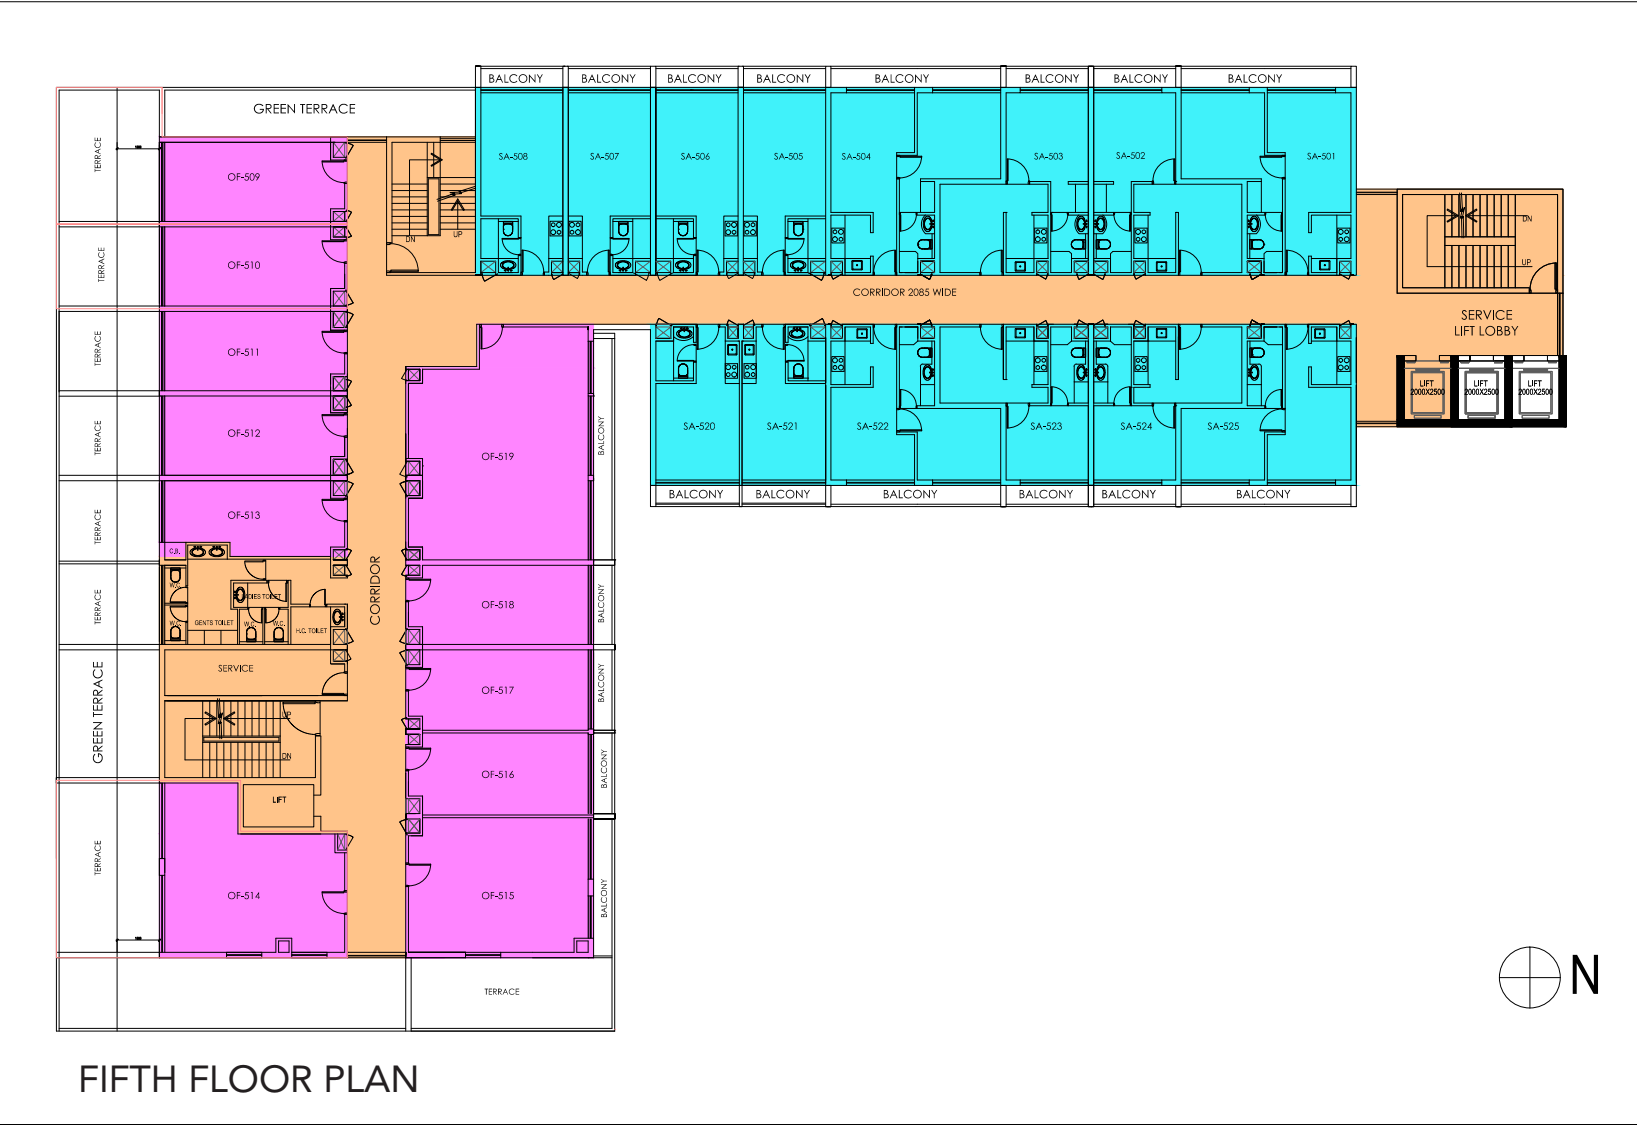 BALCONY
BALCONY
BALCONY
BALCONY
BALCONY
BALCONY
BALCONY
BALCONY
GREEN TERRACE
TERRACE
SA-508
SA-507
SA-506
SA-505
SA-504
SA-503
SA-502
SA-501
OF-509
DN
UP
DN
UP
TERRACE
OF-510
CORRIDOR 2085 WIDE
SERVICE
LIFT LOBBY
TERRACE
OF-511
LIFT
2000X2500
LIFT
2000X2500
LIFT
2000X2500
TERRACE
OF-512
OF-519
BALCONY
SA-520
SA-521
SA-522
SA-523
SA-524
SA-525
BALCONY
BALCONY
BALCONY
BALCONY
BALCONY
BALCONY
TERRACE
OF-513
C.B.
CORRIDOR
TERRACE
W.C.
W.C.
GENTS TOILET
TOILET
W.C.
W.C.
H.C. TOILET
OF-518
BALCONY
SERVICE
OF-517
BALCONY
GREEN TERRACE
UP
DN
OF-516
BALCONY
LIFT
TERRACE
OF-514
OF-515
BALCONY
TERRACE
N
FIFTH FLOOR PLAN